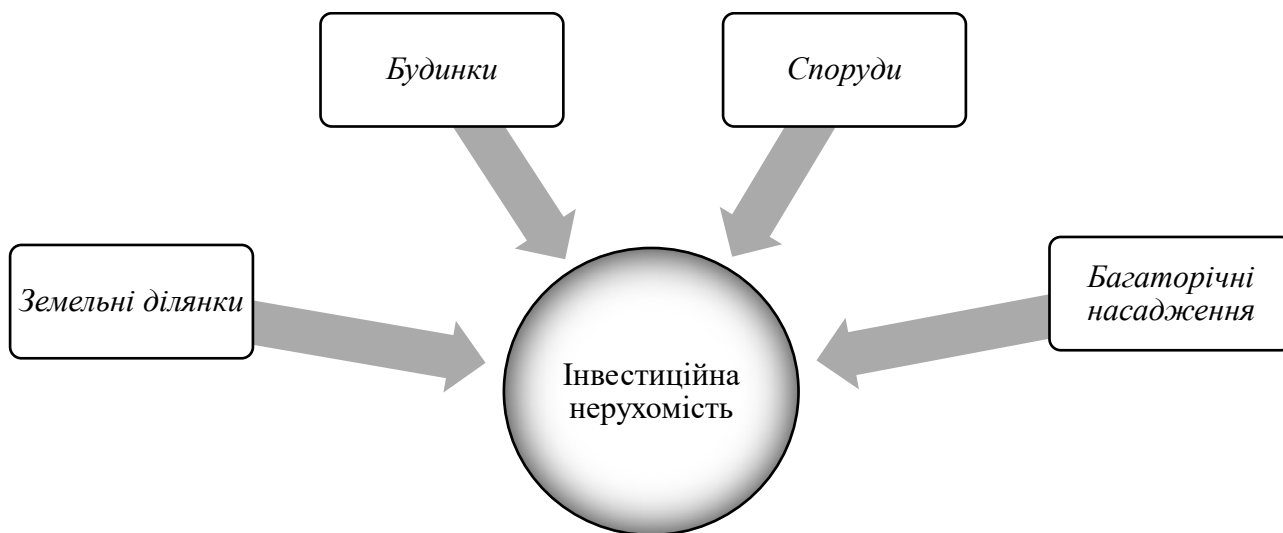 Будинки
Споруди
Земельні ділянки
Багаторічні
насадження
Інвестиційна
нерухомість